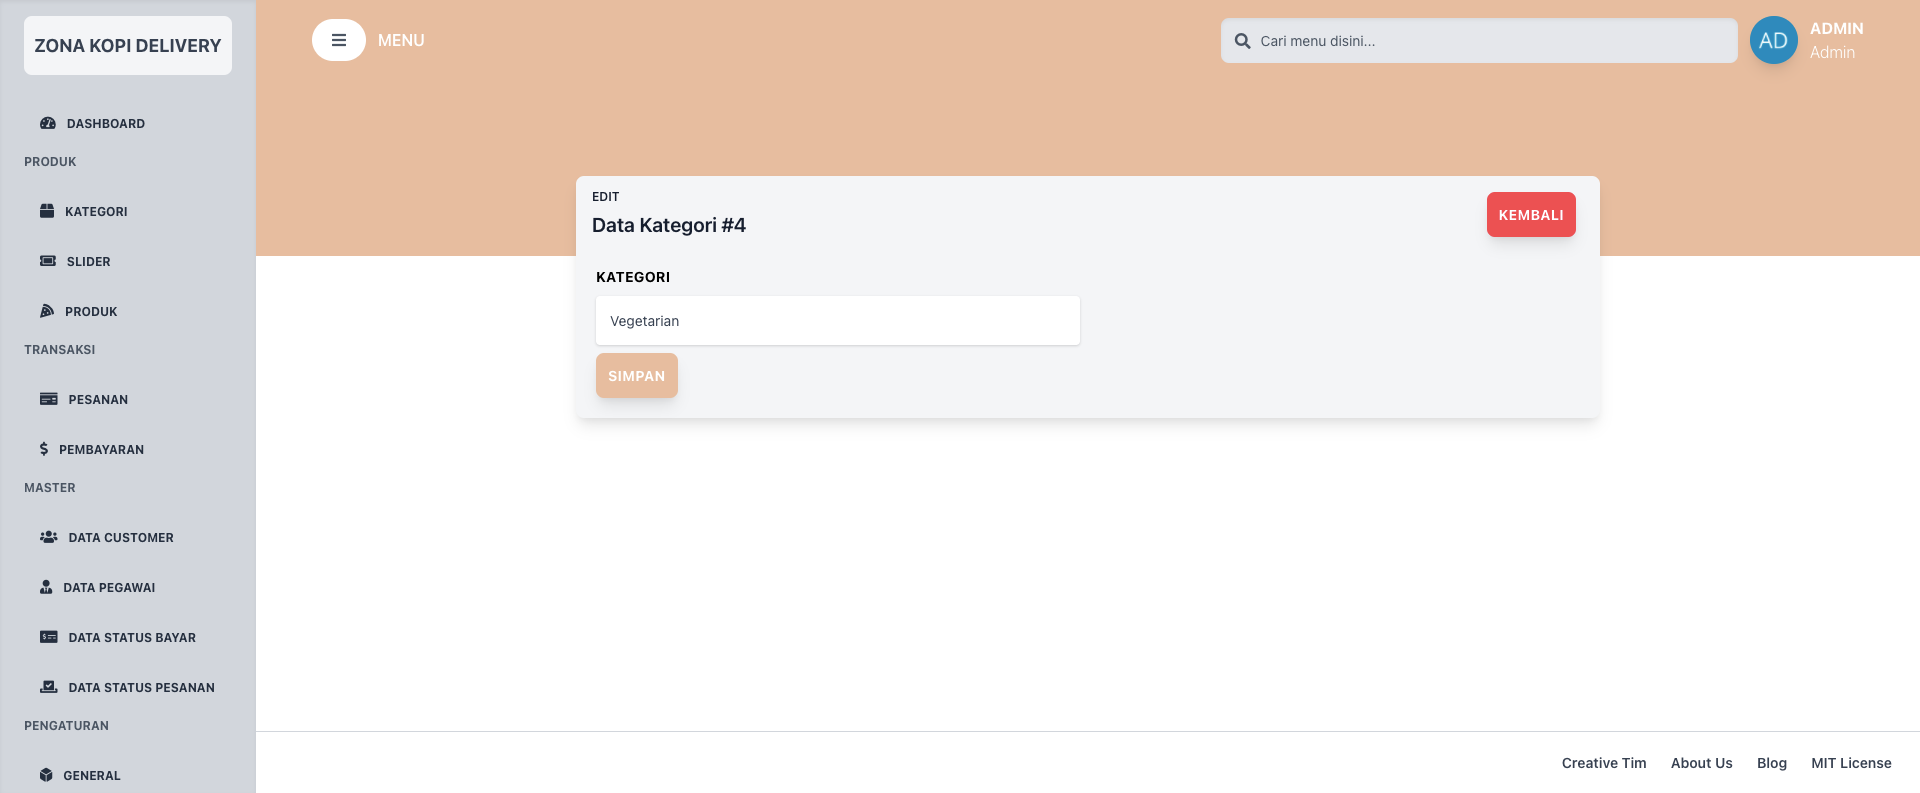 ZONA KOPI DELIVERY
DASHBOARD
PRODUK
KATEGORI
SLIDER
PRODUK
TRANSAKSI
PESANAN
PEMBAYARAN
MASTER
DATA CUSTOMER
DATA PEGAWAI
DATA STATUS BAYAR
DATA STATUS PESANAN
PENGATURAN
GENERAL
MENU
Cari menu disini...
AD
ADMIN
Admin
EDIT
Data Kategori #4
KEMBALI
KATEGORI
Vegetarian
SIMPAN
Creative Tim About Us Blog MIT License